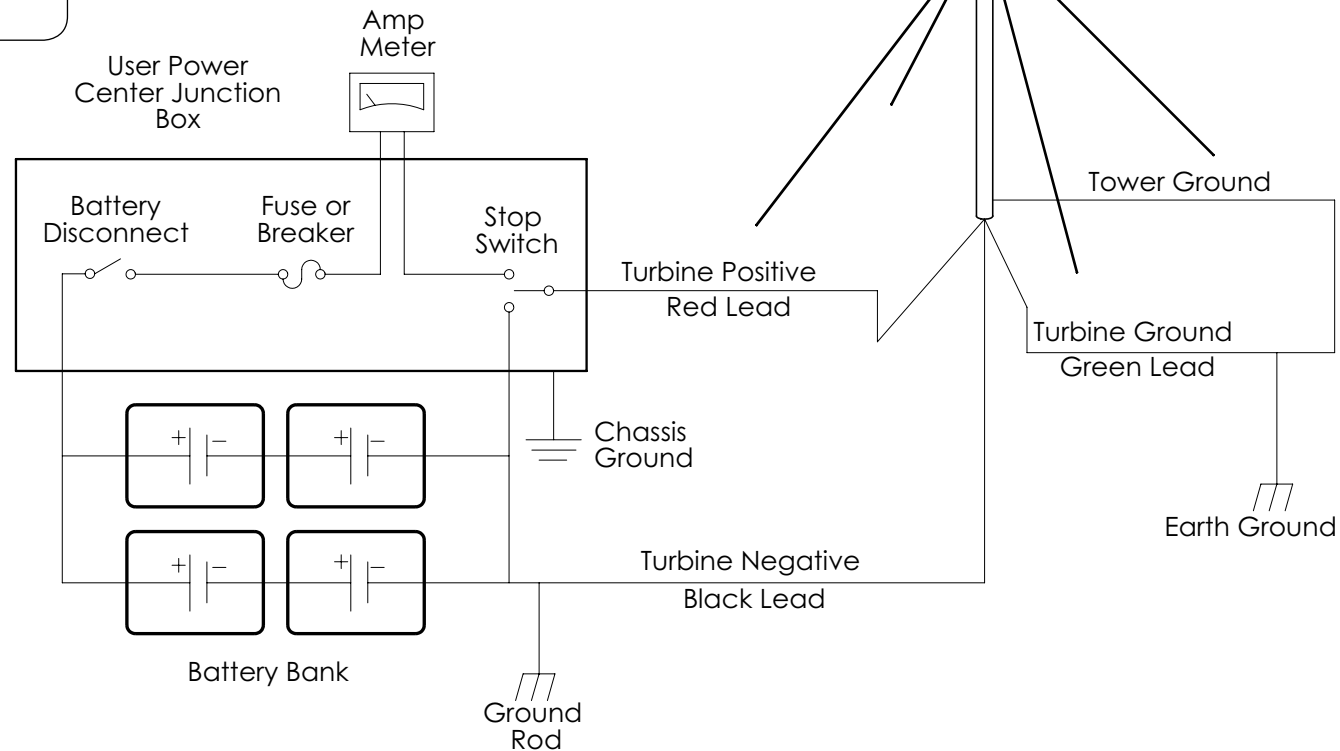 Amp
Meter
User Power
Center Junction
Box
Battery
Disconnect
Fuse or
Breaker
Stop
Switch
Tower Ground
Turbine Positive
Red Lead
Turbine Ground
Green Lead
+ −
+ −
Chassis
Ground
Earth Ground
+ −
+ −
Turbine Negative
Black Lead
Battery Bank
Ground
Rod